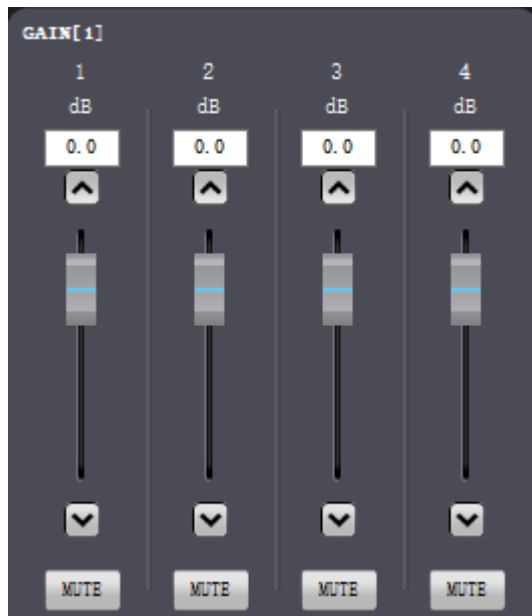 GAIN[1]
1 2 3 4
dB dB dB dB
0.0 0.0 0.0 0.0
MUTE MUTE MUTE MUTE